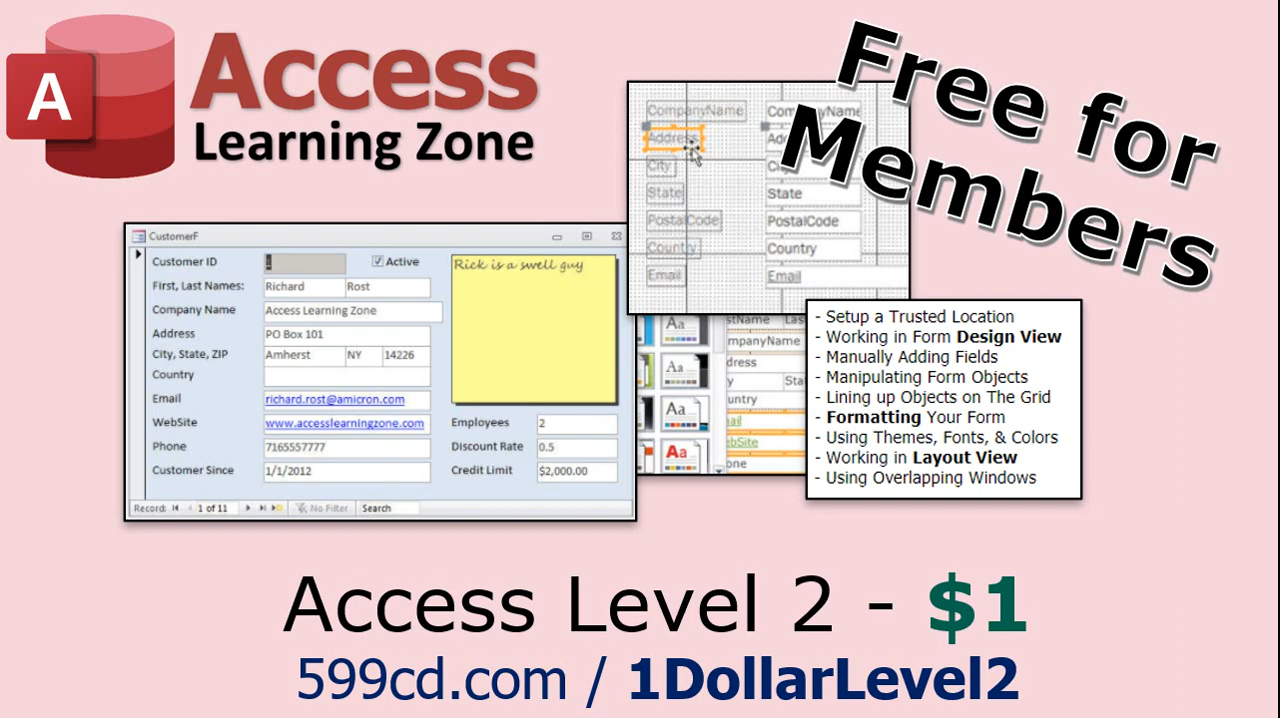 A
Access
Learning Zone
Free for
Members
CompanyName CompanyName
Address
City
State State
PostalCode PostalCode
Country Country
Email Email
CustomerF
Customer ID Active
First, Last Names: Richard Rost
Company Name Access Learning Zone
Address PO Box 101
City, State, ZIP Amherst NY 14226
Country
Email richard.rost@amicron.com
WebSite www.accesslearningzone.com
Phone 7165557777
Customer Since 1/1/2012
Rick is a swell guy
Employees 2
Discount Rate 0.5
Credit Limit $2,000.00
Record: 1 of 11 No Filter Search
Aa
Aa
Aa
Aa
- Setup a Trusted Location
- Working in Form Design View
- Manually Adding Fields
- Manipulating Form Objects
- Lining up Objects on The Grid
- Formatting Your Form
- Using Themes, Fonts, & Colors
- Working in Layout View
- Using Overlapping Windows
Access Level 2 - $1
599cd.com / 1DollarLevel2